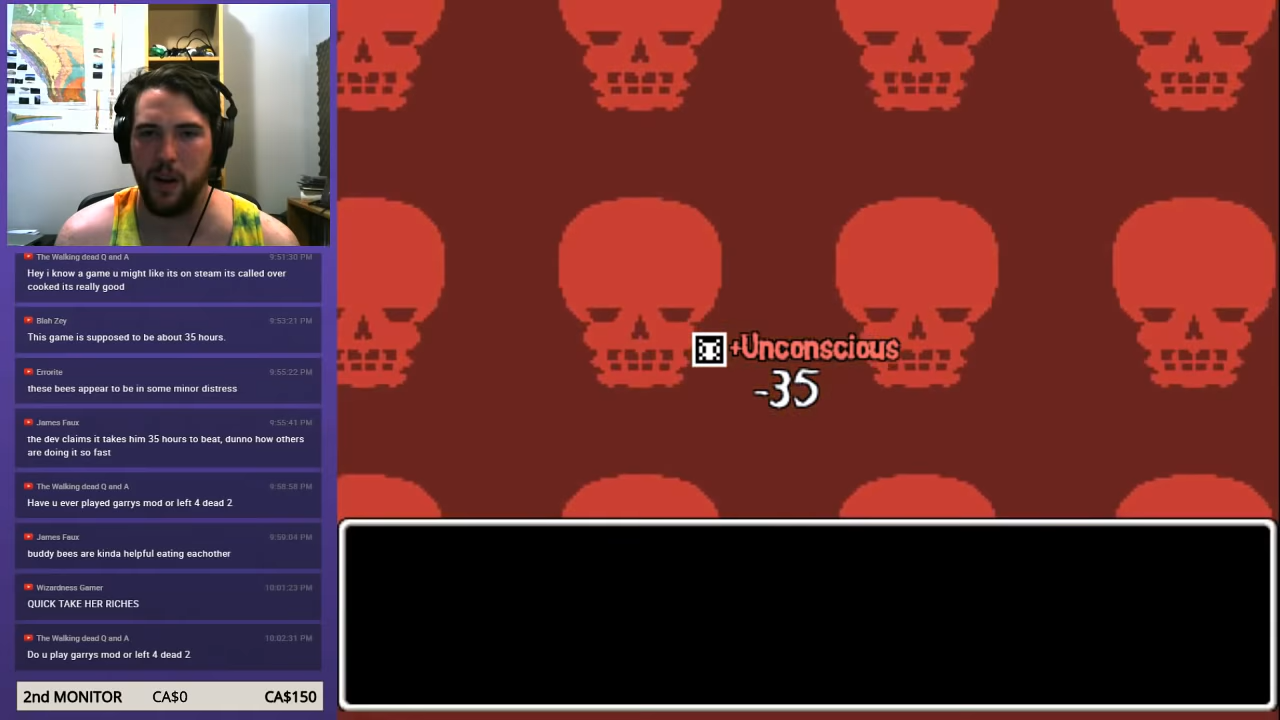 The Walking dead Q and A 9:51:30 PM
Hey i know a game u might like its on steam its called over
cooked its really good
Blah Zey 9:53:21 PM
This game is supposed to be about 35 hours.
Errorite 9:55:22 PM
these bees appear to be in some minor distress
James Faux 9:55:41 PM
the dev claims it takes him 35 hours to beat, dunno how others
are doing it so fast
The Walking dead Q and A 9:58:58 PM
Have u ever played garrys mod or left 4 dead 2
James Faux 9:59:04 PM
buddy bees are kinda helpful eating eachother
Wizardness Gamer 10:01:23 PM
QUICK TAKE HER RICHES
The Walking dead Q and A 10:02:31 PM
Do u play garrys mod or left 4 dead 2
2nd MONITOR CA$0 CA$150
+Unconscious
-35